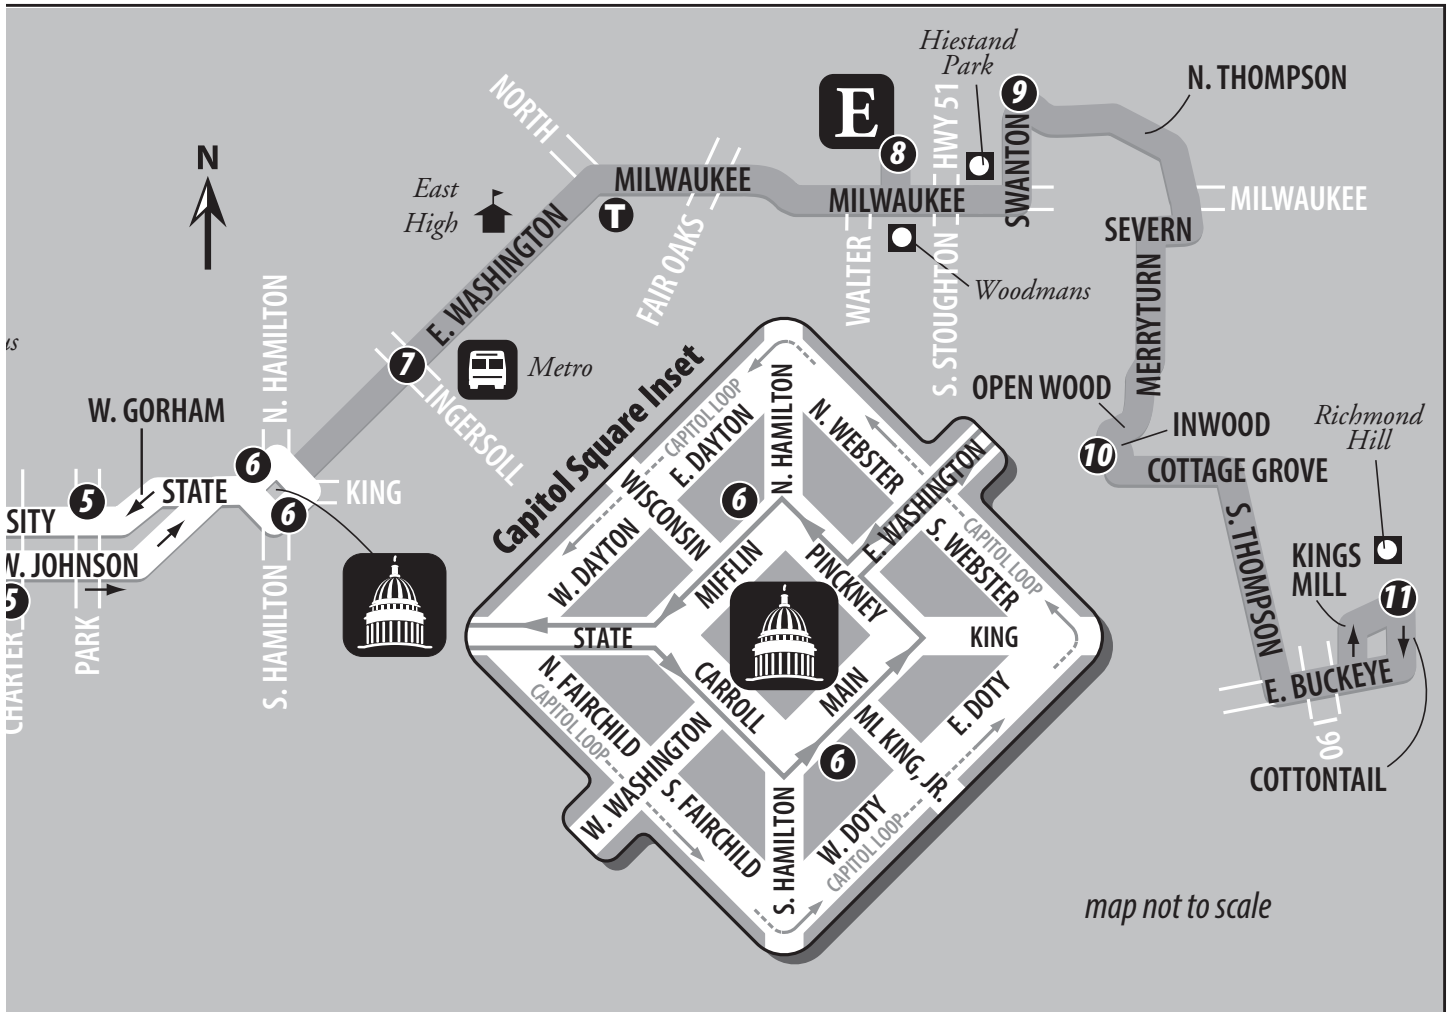 Hiestand
Park
N. THOMPSON
HWY 51
9
NORTH
E
8
N
SWANTON
East
High
MILWAUKEE
MILWAUKEE
MILWAUKEE
T
SEVERN
E. WASHINGTON
FAIR OAKS
WALTER
S. STOUGHTON
Woodmans
MERRYTURN
us
N. HAMILTON
7
Metro
INGERSOLL
OPEN WOOD
INWOOD
10
COTTAGE GROVE
Richmond
Hill
W. GORHAM
STATE
6
6
KING
5
SITY
W. JOHNSON
5
CHARTER
PARK
S. HAMILTON
Capitol Square Inset
CAPITOL LOOP
E. DAYTON
N. HAMILTON
N. WEBSTER
E. WASHINGTON
WISCONSIN
6
W. DAYTON
MIFFLIN
PINCKNEY
S. WEBSTER
CAPITOL LOOP
STATE
KING
N. FAIRCHILD
CAPITOL LOOP
CARROLL
MAIN
W. WASHINGTON
6
ML KING, JR.
E. DOTY
S. FAIRCHILD
S. HAMILTON
W. DOTY
CAPITOL LOOP
S. THOMPSON
KINGS
MILL
11
E. BUCKEYE
I 90
COTTONTAIL
map not to scale